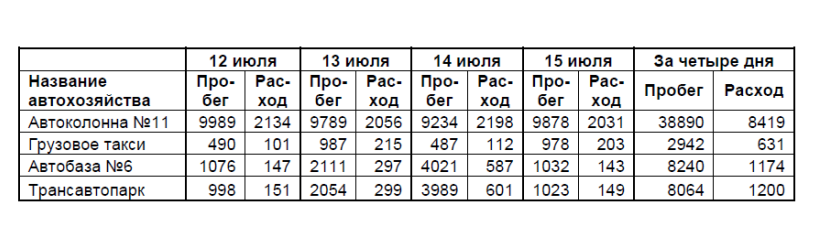 12 июля 13 июля 14 июля 15 июля За четыре дня
Название автохозяйства Про-бег Рас-ход Про-бег Рас-ход Про-бег Рас-ход Про-бег Рас-ход Пробег Расход
Автоколонна №11 9989 2134 9789 2056 9234 2198 9878 2031 38890 8419
Грузовое такси 490 101 987 215 487 112 978 203 2942 631
Автобаза №6 1076 147 2111 297 4021 587 1032 143 8240 1174
Трансавтопарк 998 151 2054 299 3989 601 1023 149 8064 1200